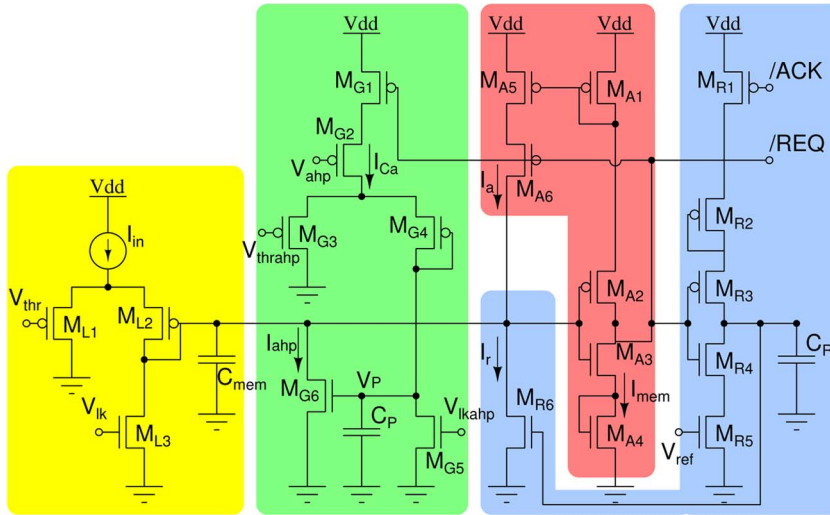 Vdd Vdd Vdd Vdd
MG1 MA5 MA1 MR1 /ACK
MG2
/REQ
Vahp ICa Ia MA6
Vdd
MR2
Iin Vthrahp MG3 MG4
MA2 MR3
Vthr ML1 ML2
Iahp Ir MA3 MR4 CR
Cmem
VP MR6 Imem
Vlk MG6 CP Vlkahp
ML3 MA4 MR5
MG5 Vref